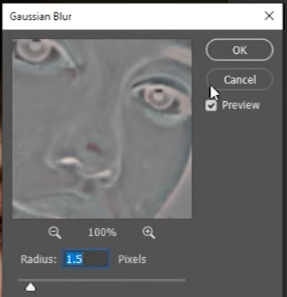 Gaussian Blur
OK
Cancel
Preview
100%
Radius: 1.5 Pixels